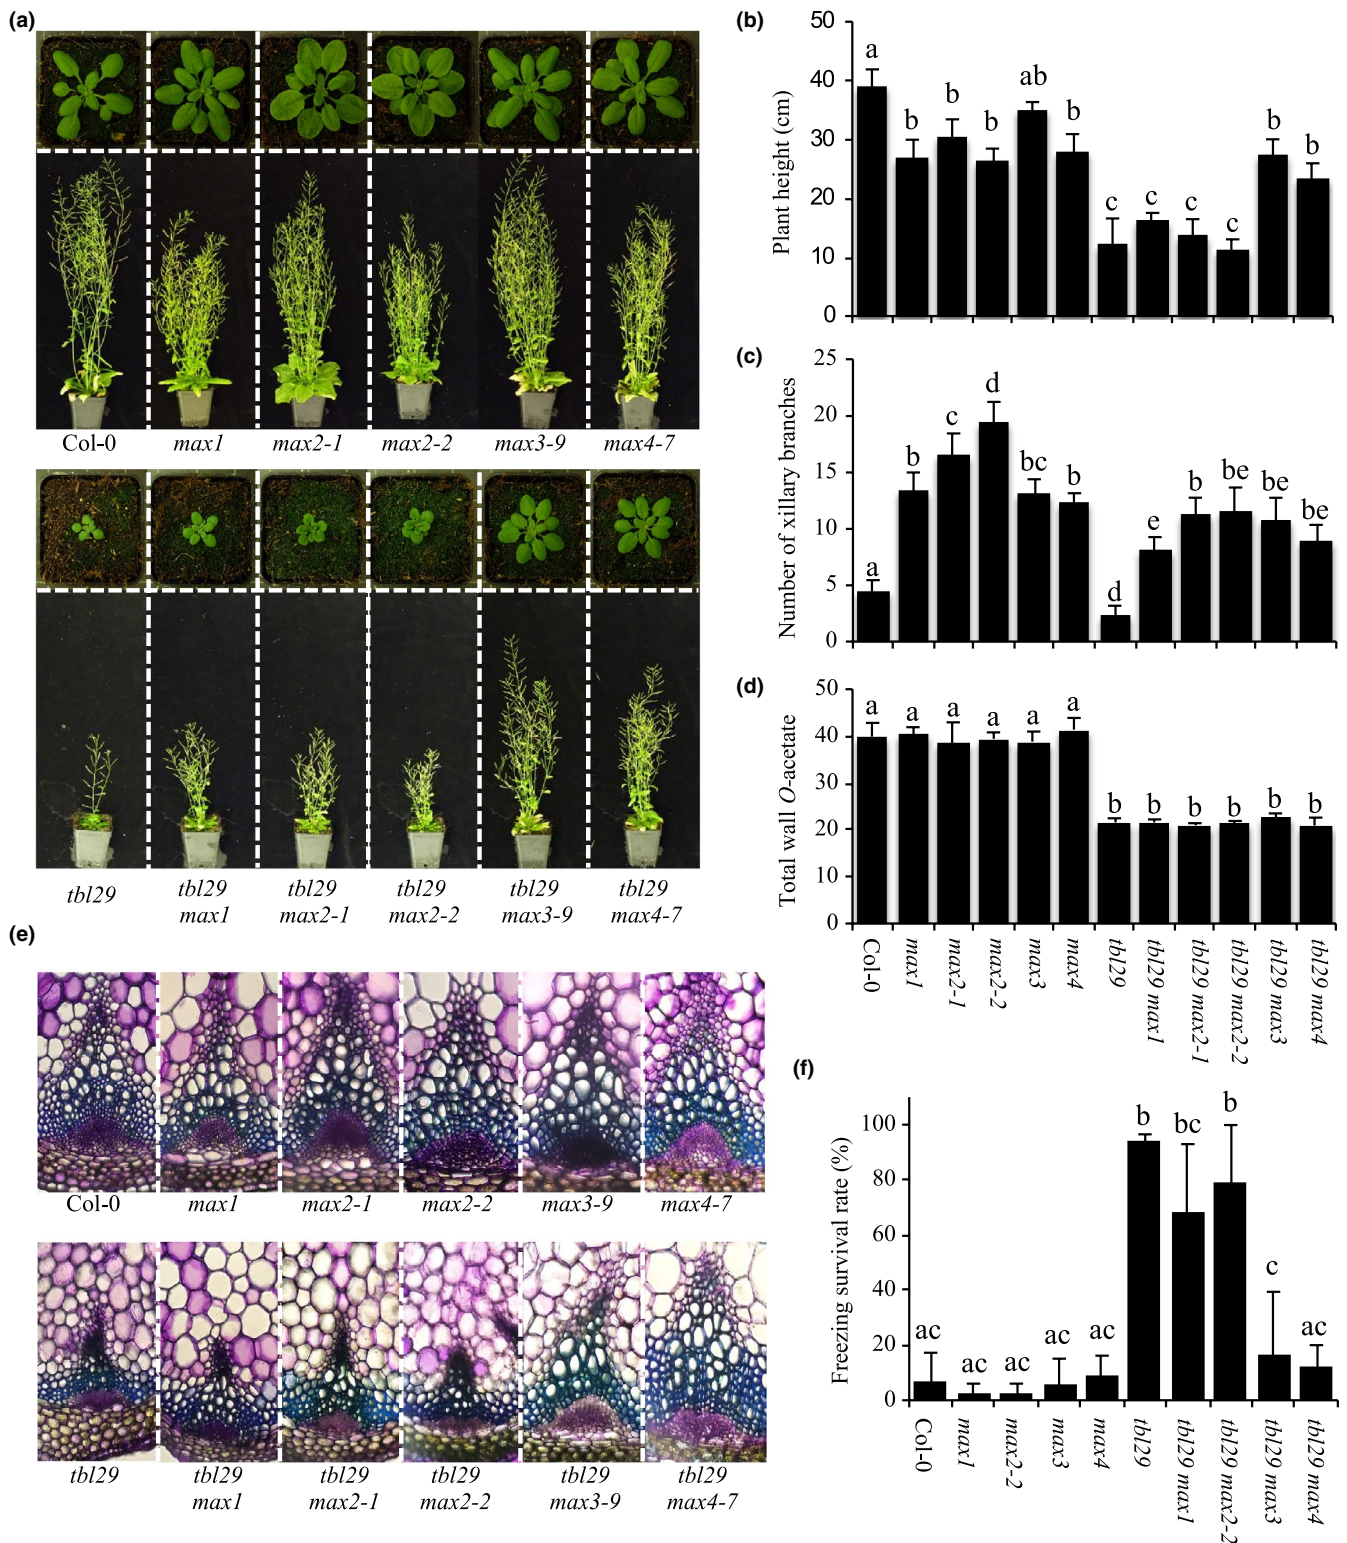 (a)
Col-0
max1
max2-1
max2-2
max3-9
max4-7
tbl29
tbl29
max1
tbl29
max2-1
tbl29
max2-2
tbl29
max3-9
tbl29
max4-7
(b)
Plant height (cm)
50
40
30
20
10
0
a
b
b
b
ab
b
c
c
c
c
b
b
(c)
Number of xillary branches
25
20
15
10
5
0
a
b
c
d
bc
b
d
e
b
be
be
be
(d)
Total wall O-acetate
50
40
30
20
10
0
a
a
a
a
a
a
b
b
b
b
b
b
Col-0
max1
max2-1
max2-2
max3
max4
tbl29
tbl29 max1
tbl29 max2-1
tbl29 max2-2
tbl29 max3
tbl29 max4
(e)
Col-0
max1
max2-1
max2-2
max3-9
max4-7
tbl29
tbl29
max1
tbl29
max2-1
tbl29
max2-2
tbl29
max3-9
tbl29
max4-7
(f)
Freezing survival rate (%)
100
80
60
40
20
0
ac
ac
ac
ac
ac
b
bc
b
c
ac
Col-0
max1
max2-2
max3
max4
tbl29
tbl29 max1
tbl29 max2-2
tbl29 max3
tbl29 max4